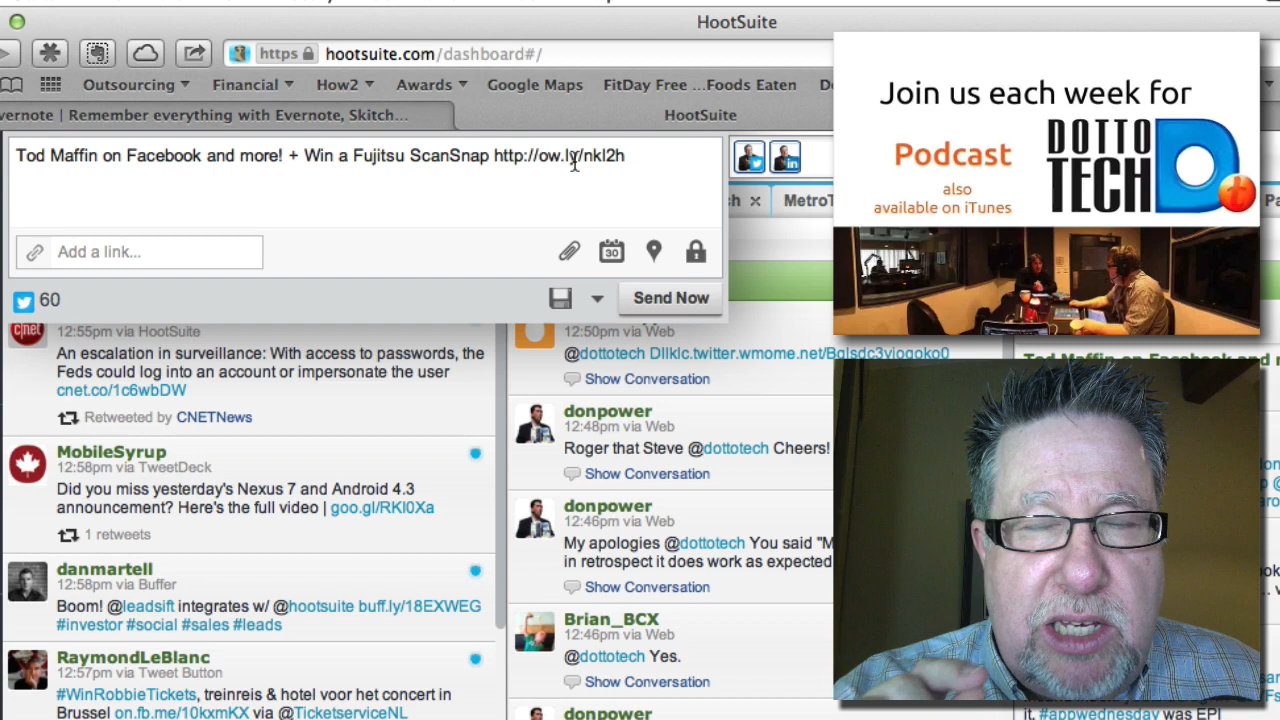 HootSuite
https hootsuite.com/dashboard#/
Outsourcing Financial How2 Awards Google Maps FitDay Free ...Foods Eaten
vernote | Remember everything with Evernote, Skitch...
HootSuite
Tod Maffin on Facebook and more! + Win a Fujitsu ScanSnap http://ow.ly/nkl2h
Add a link...
30
60
Send Now
MetroT
Join us each week for
Podcast
also
available on iTunes
DOTTO
TECH
cnet
12:55pm via HootSuite
An escalation in surveillance: With access to passwords, the
Feds could log into an account or impersonate the user
cnet.co/1c6wbDW
Retweeted by CNETNews
MobileSyrup
12:58pm via TweetDeck
Did you miss yesterday's Nexus 7 and Android 4.3
announcement? Here's the full video | goo.gl/RKI0Xa
1 retweets
danmartell
12:58pm via Buffer
Boom! @leadsift integrates w/ @hootsuite buff.ly/18EXWEG
#investor #social #sales #leads
RaymondLeBlanc
12:57pm via Tweet Button
#WinRobbieTickets, treinreis & hotel voor het concert in
Brussel on.fb.me/10kxmKX via @TicketserviceNL
12:50pm via Web
@dottotech
Show Conversation
donpower
12:48pm via Web
Roger that Steve @dottotech Cheers!
Show Conversation
donpower
12:46pm via Web
My apologies @dottotech You said "M
in retrospect it does work as expected
Show Conversation
Brian_BCX
12:46pm via Web
@dottotech Yes.
Show Conversation
donpower
Tod Maffin on Facebook and
it. #appwednesday was EPI